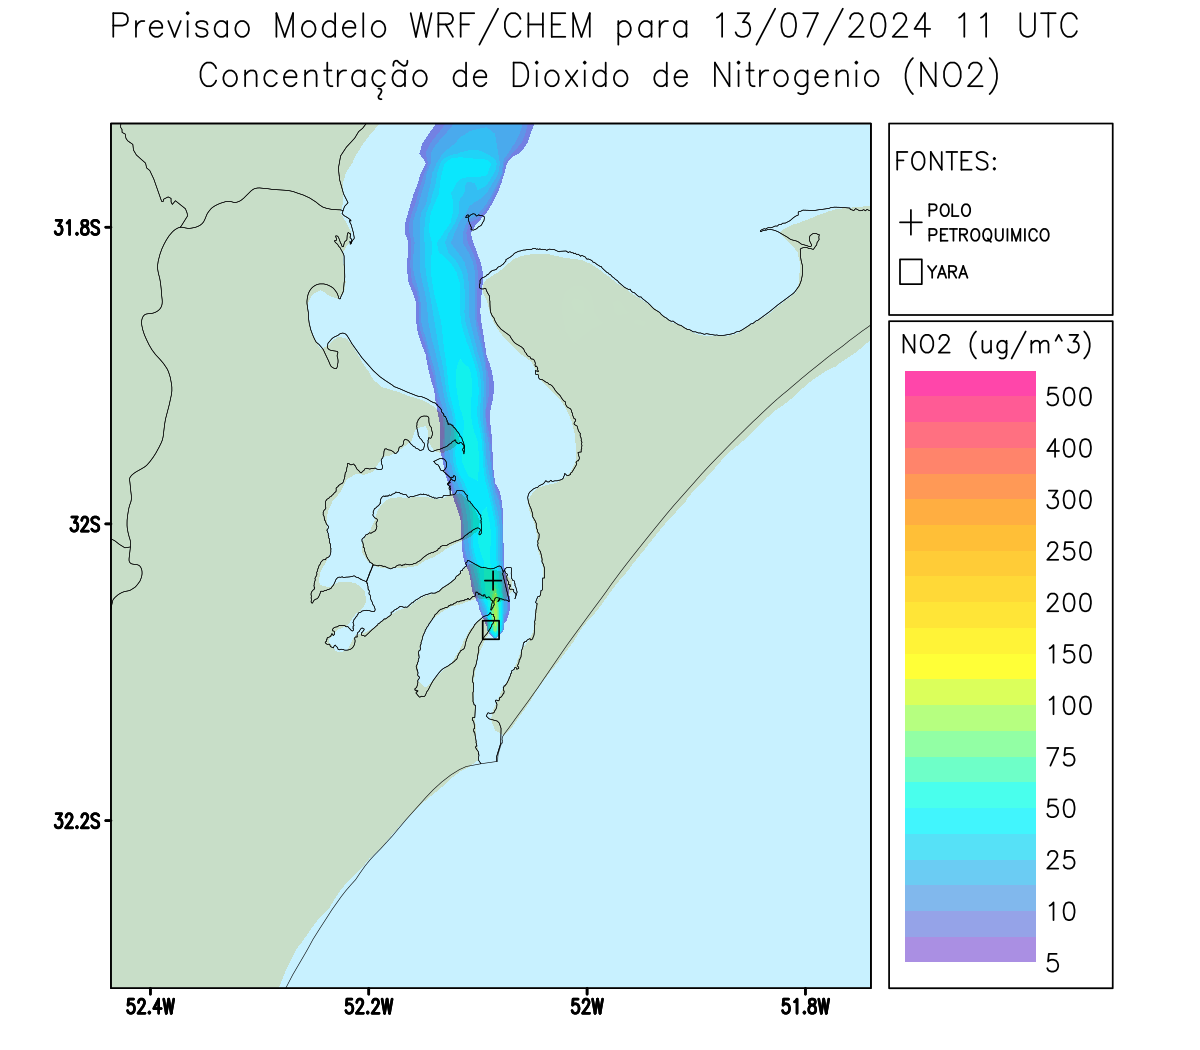 Previsao Modelo WRF/CHEM para 13/07/2024 11 UTC
Concentração de Dioxido de Nitrogenio (NO2)
FONTES:
POLO
PETROQUIMICO
YARA
31.8S
32S
32.2S
52.4W
52.2W
52W
51.8W
NO2 (ug/m^3)
500
400
300
250
200
150
100
75
50
25
10
5